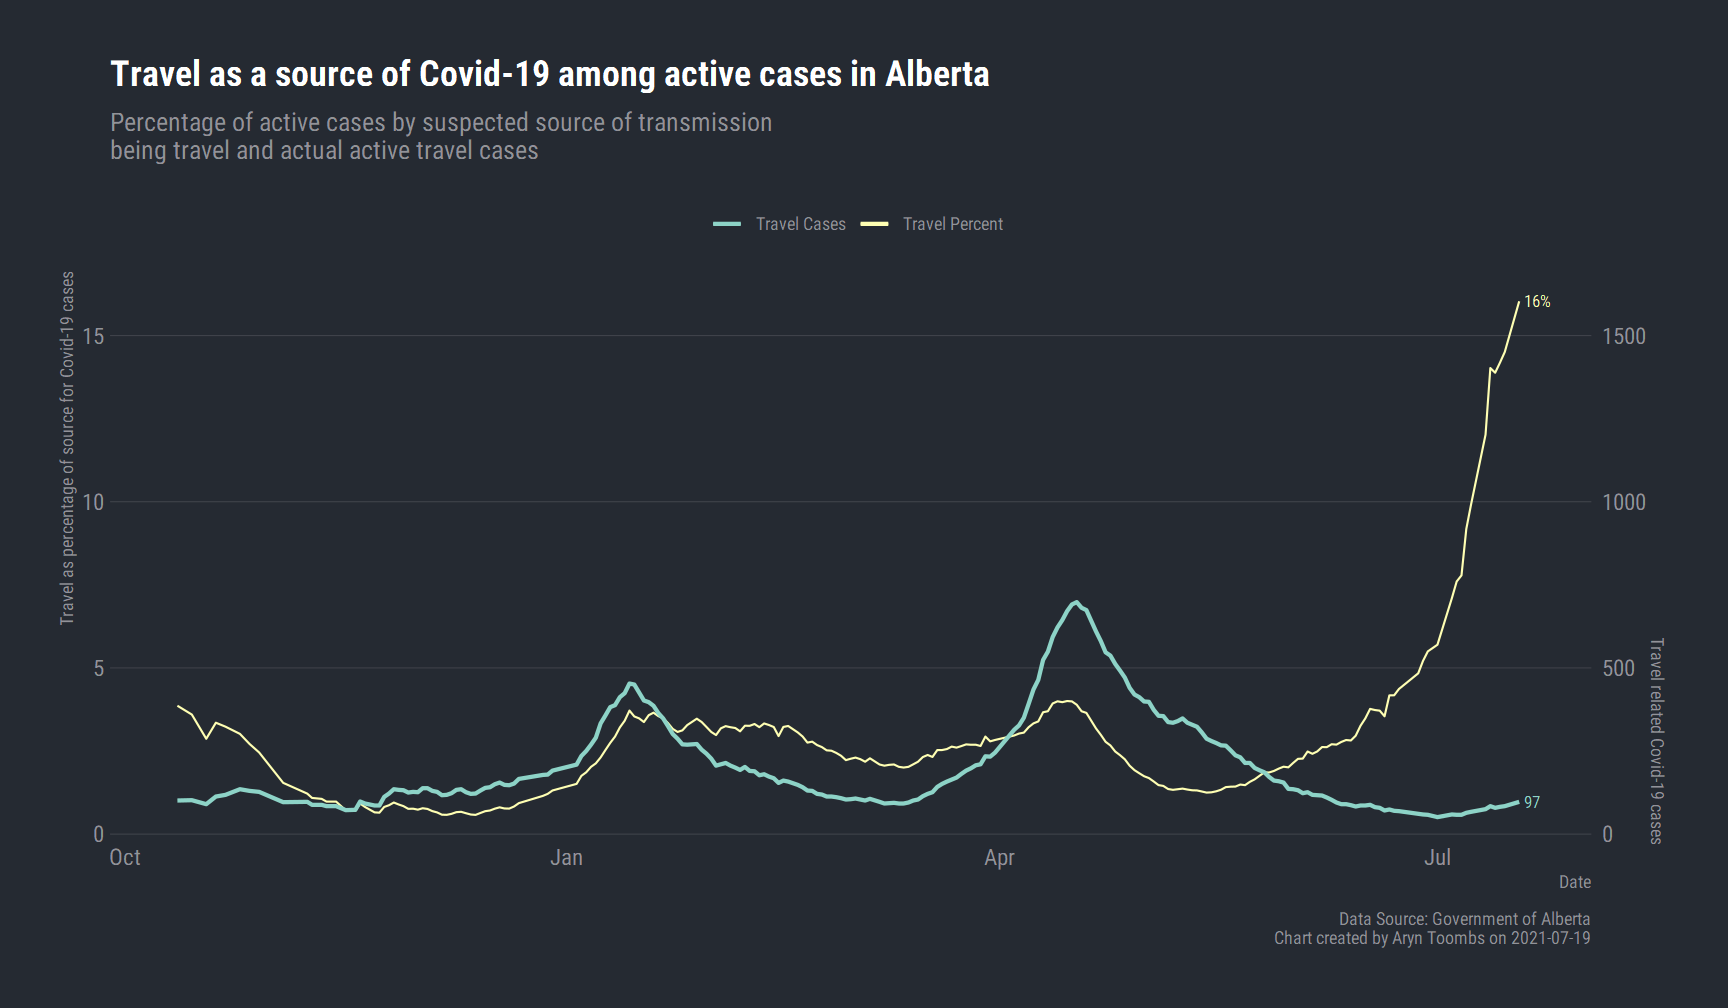 Travel as a source of Covid-19 among active cases in Alberta
Percentage of active cases by suspected source of transmission
being travel and actual active travel cases
Travel Cases
Travel Percent
Travel as percentage of source for Covid-19 cases
15
10
5
0
16%
97
1500
1000
500
0
Travel related Covid-19 cases
Oct
Jan
Apr
Jul
Date
Data Source: Government of Alberta
Chart created by Aryn Toombs on 2021-07-19